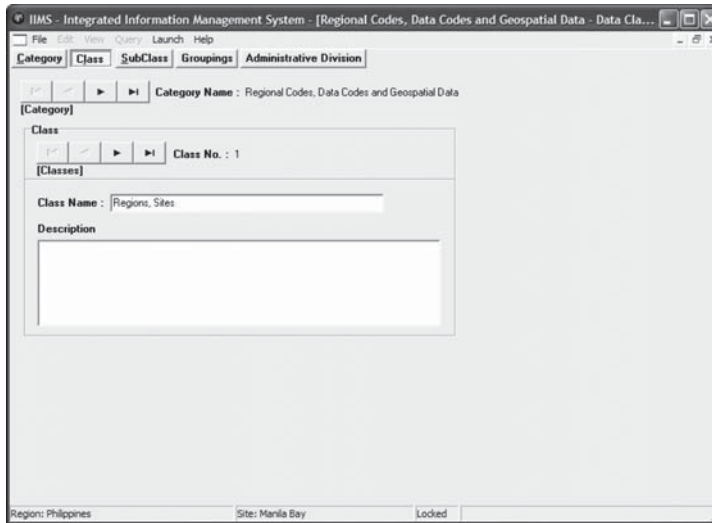 IIMS - Integrated Information Management System - [Regional Codes, Data Codes and Geospatial Data - Data Cla...
File Edit View Query Launch Help
Category Class SubClass Groupings Administrative Division
Category Name : Regional Codes, Data Codes and Geospatial Data
[Category]
Class
Class No. : 1
[Classes]
Class Name : Regions, Sites
Description
Region: Philippines Site: Manila Bay Locked